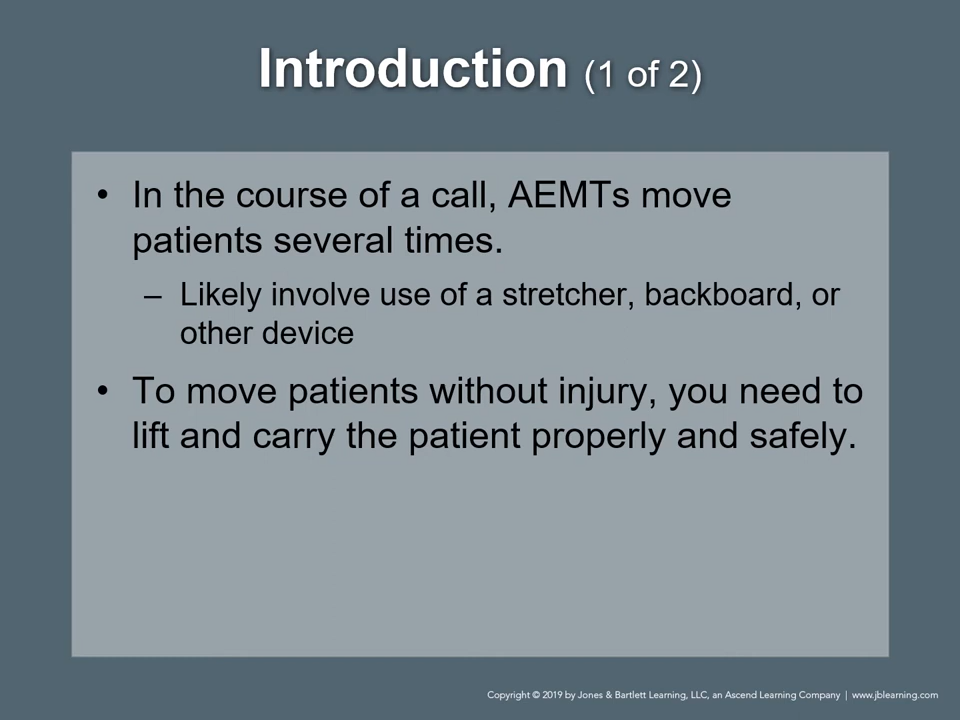 Introduction (1 of 2)
• In the course of a call, AEMTs move
patients several times.
– Likely involve use of a stretcher, backboard, or
other device
• To move patients without injury, you need to
lift and carry the patient properly and safely.
Copyright © 2019 by Jones & Bartlett Learning, LLC, an Ascend Learning Company | www.jblearning.com